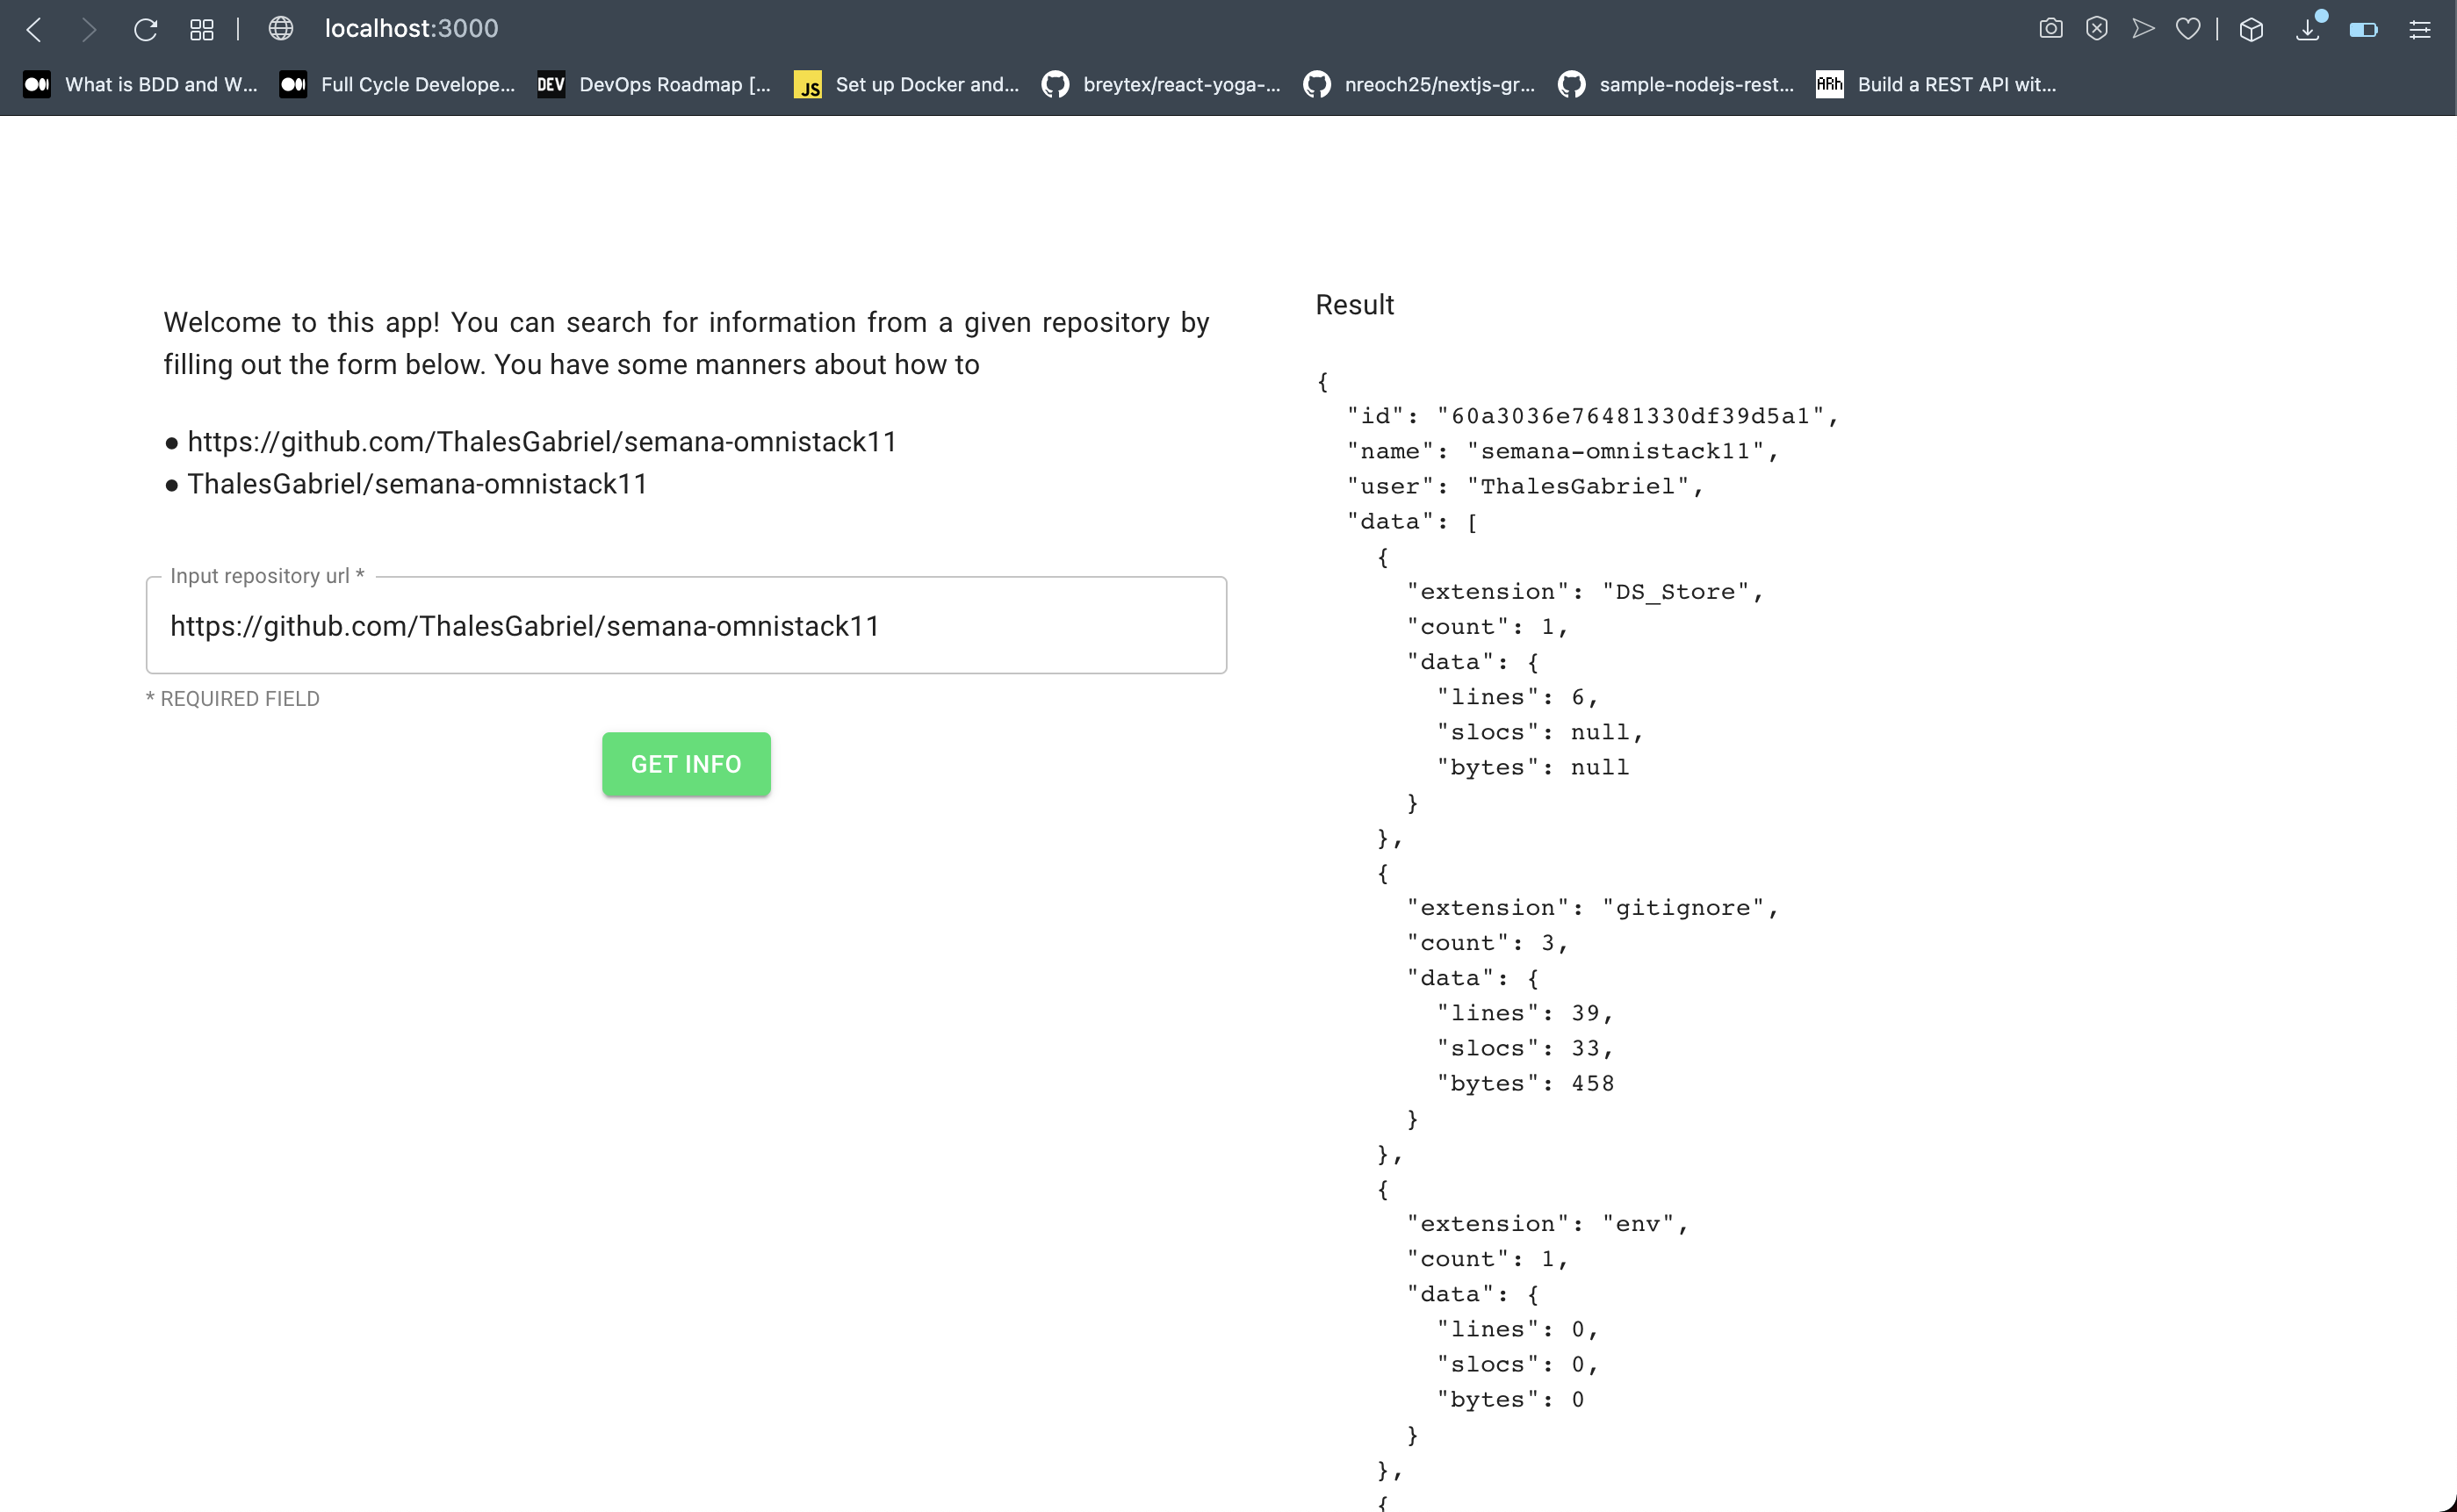 localhost:3000
What is BDD and W... Full Cycle Develope... DEV DevOps Roadmap [... JS Set up Docker and... breytex/react-yoga-... nreoch25/nextjs-gr... sample-nodejs-rest... ARh Build a REST API wit...
Welcome to this app! You can search for information from a given repository by
filling out the form below. You have some manners about how to
● https://github.com/ThalesGabriel/semana-omnistack11
● ThalesGabriel/semana-omnistack11
Input repository url *
https://github.com/ThalesGabriel/semana-omnistack11
* REQUIRED FIELD
GET INFO
Result
{
  "id": "60a3036e76481330df39d5a1",
  "name": "semana-omnistack11",
  "user": "ThalesGabriel",
  "data": [
    {
      "extension": "DS_Store",
      "count": 1,
      "data": {
        "lines": 6,
        "slocs": null,
        "bytes": null
      }
    },
    {
      "extension": "gitignore",
      "count": 3,
      "data": {
        "lines": 39,
        "slocs": 33,
        "bytes": 458
      }
    },
    {
      "extension": "env",
      "count": 1,
      "data": {
        "lines": 0,
        "slocs": 0,
        "bytes": 0
      }
    },
    {